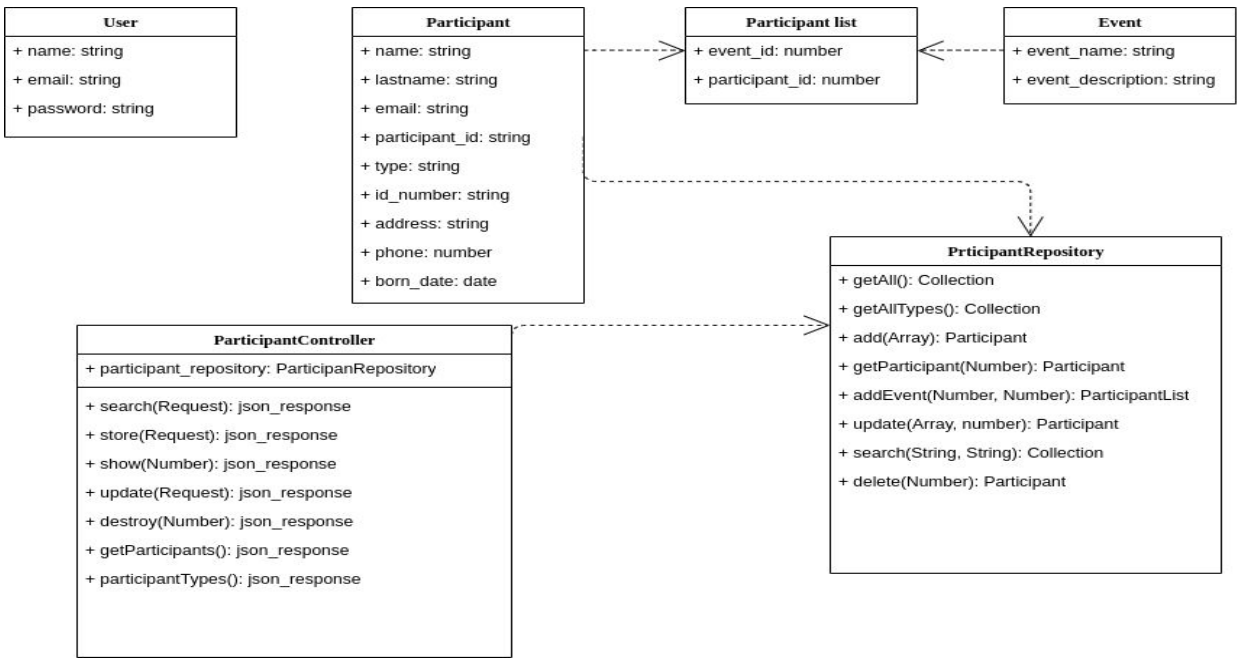 User
+ name: string
+ email: string
+ password: string
Participant
+ name: string
+ lastname: string
+ email: string
+ participant_id: string
+ type: string
+ id_number: string
+ address: string
+ phone: number
+ born_date: date
Participant list
+ event_id: number
+ participant_id: number
Event
+ event_name: string
+ event_description: string
ParticipantController
+ participant_repository: ParticipanRepository
+ search(Request): json_response
+ store(Request): json_response
+ show(Number): json_response
+ update(Request): json_response
+ destroy(Number): json_response
+ getParticipants(): json_response
+ participantTypes(): json_response
PrticipantRepository
+ getAll(): Collection
+ getAllTypes(): Collection
+ add(Array): Participant
+ getParticipant(Number): Participant
+ addEvent(Number, Number): ParticipantList
+ update(Array, number): Participant
+ search(String, String): Collection
+ delete(Number): Participant